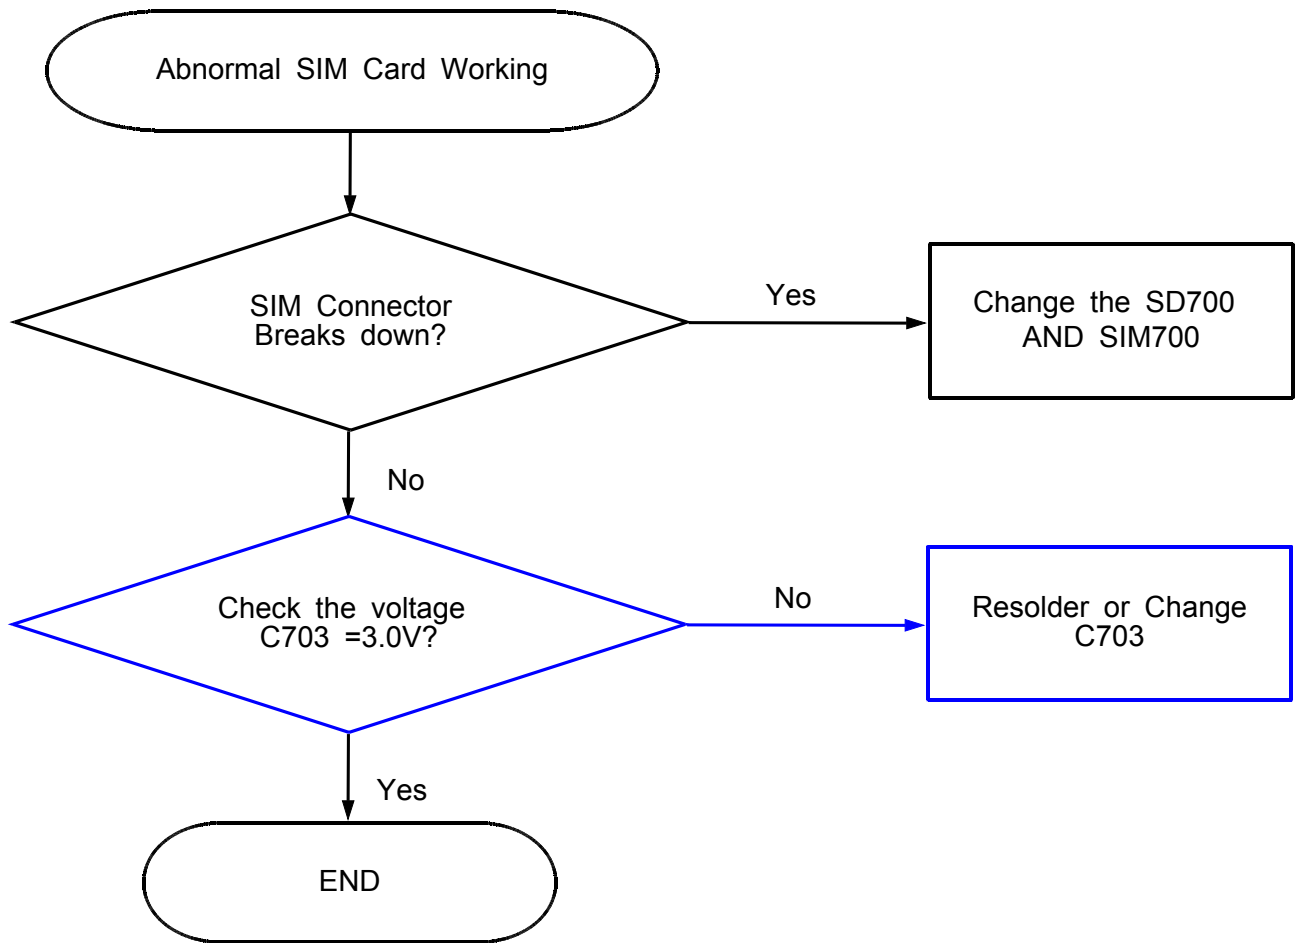 Abnormal SIM Card Working
SIM Connector
Breaks down?
Yes
Change the SD700
AND SIM700
No
Check the voltage
C703 =3.0V?
No
Resolder or Change
C703
Yes
END